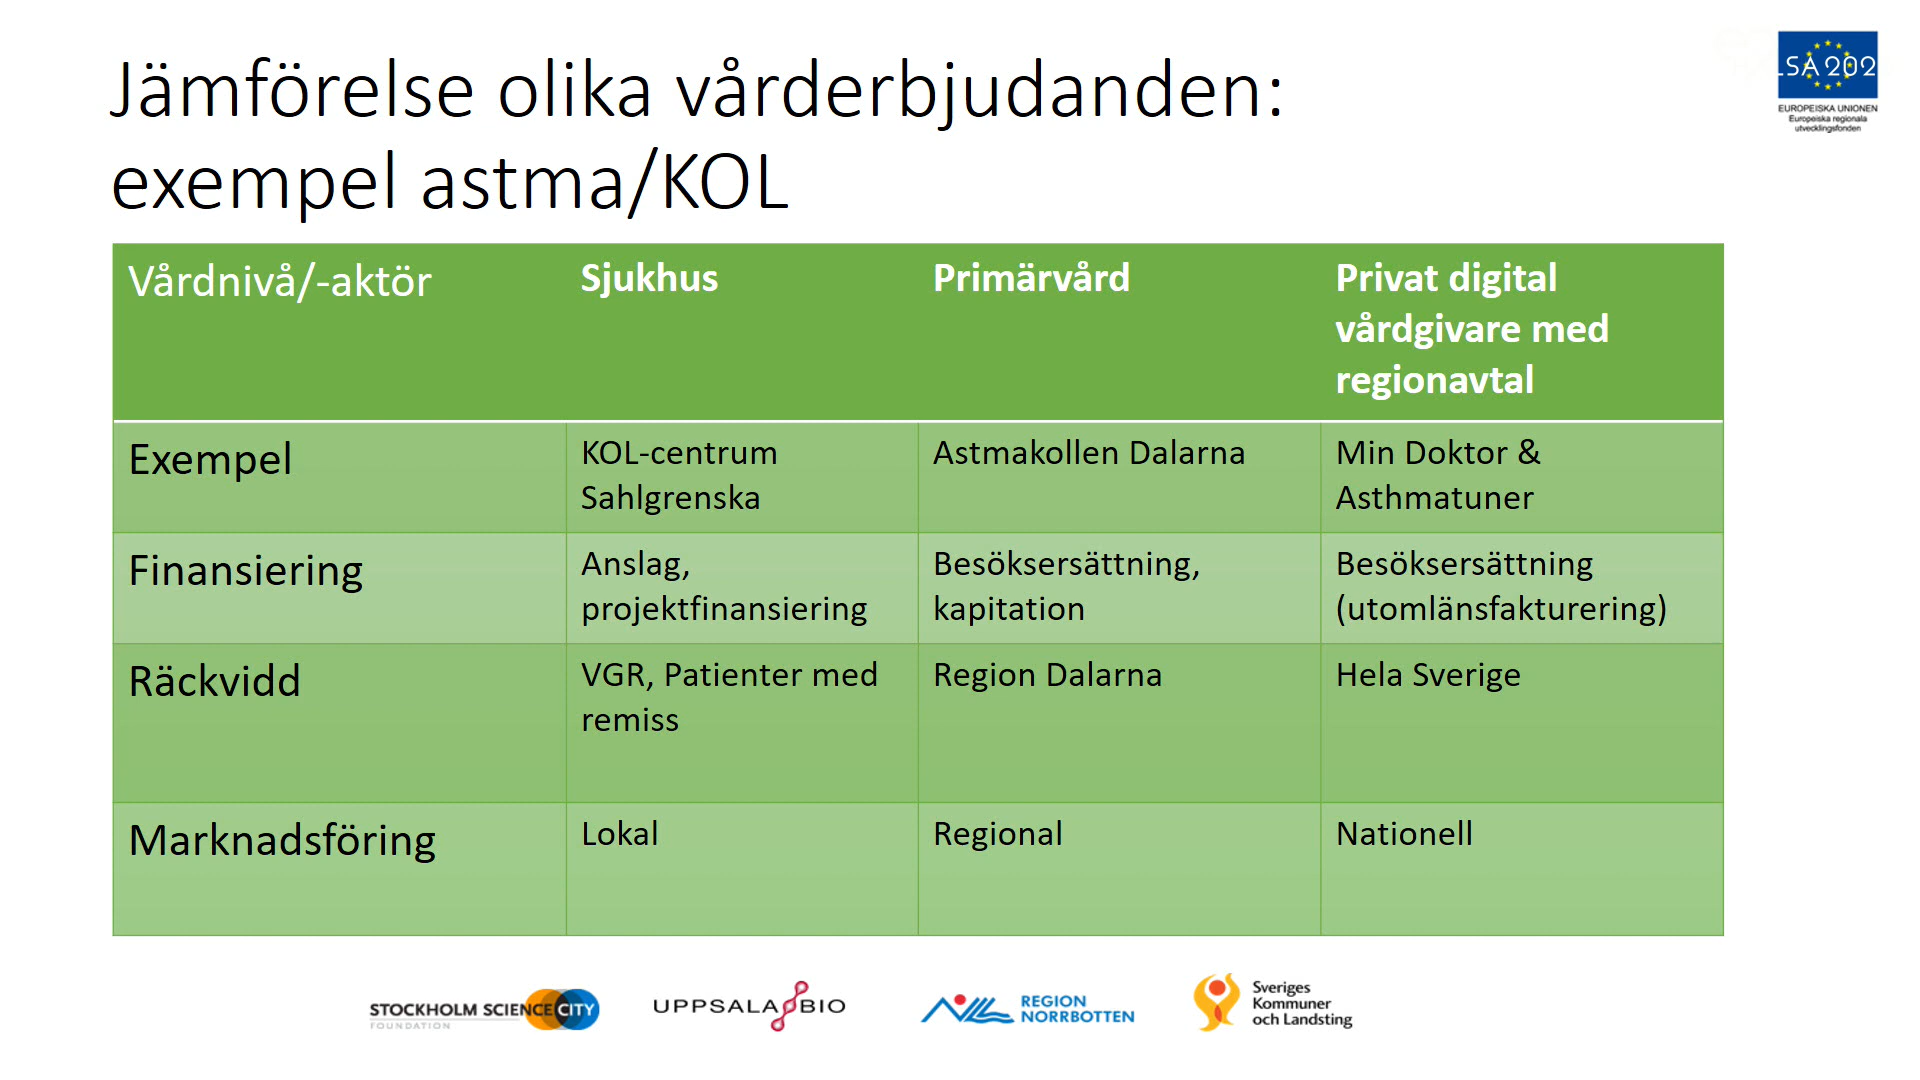 Jämförelse olika vårderbjudanden:
exempel astma/KOL
LSA 202
EUROPEISKA UNIONEN
Europeiska regionala
utvecklingsfonden
Vårdnivå/-aktör
Sjukhus
Primärvård
Privat digital
vårdgivare med
regionavtal
Exempel
KOL-centrum
Sahlgrenska
Astmakollen Dalarna
Min Doktor &
Asthmatuner
Finansiering
Anslag,
projektfinansiering
Besöksersättning,
kapitation
Besöksersättning
(utomlänsfakturering)
Räckvidd
VGR, Patienter med
remiss
Region Dalarna
Hela Sverige
Marknadsföring
Lokal
Regional
Nationell
STOCKHOLM SCIENCE CITY
FOUNDATION
UPPSALA BIO
REGION
NORRBOTTEN
Sveriges
Kommuner
och Landsting